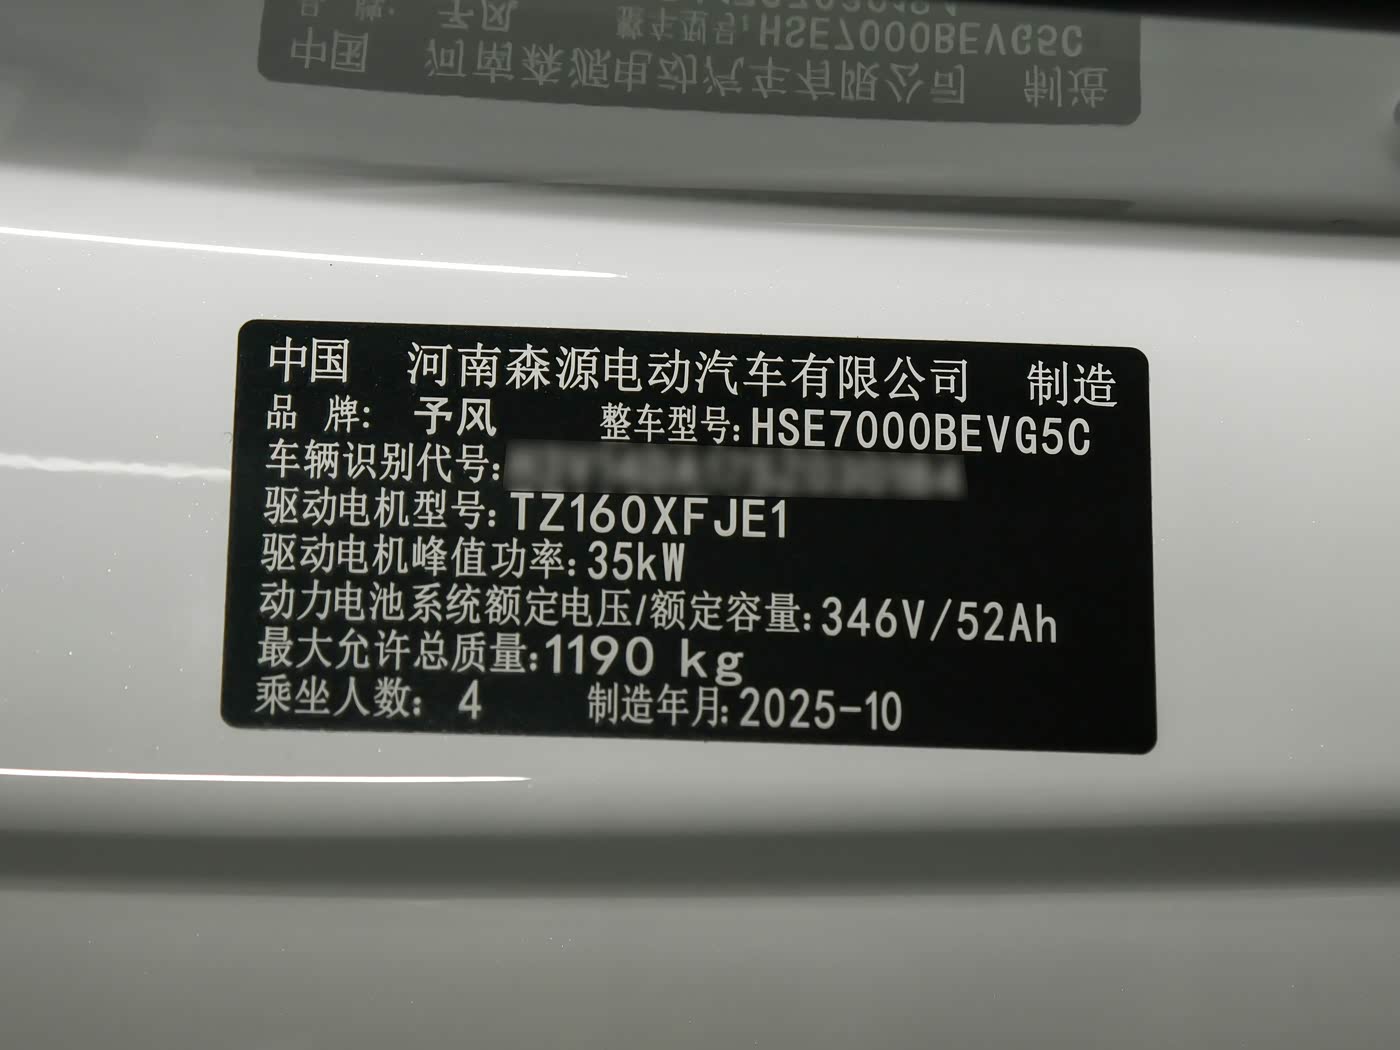 中国 河南森源电动汽车有限公司 制造
品 牌: 予风 整车型号:HSE7000BEVG5C
车辆识别代号:
驱动电机型号:TZ160XFJE1
驱动电机峰值功率:35kW
动力电池系统额定电压/额定容量:346V/52Ah
最大允许总质量:1190 kg
乘坐人数: 4 制造年月:2025-10